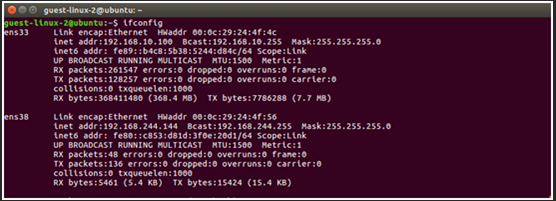 guest-linux-2@ubuntu: ~
guest-linux-2@ubuntu:~$ ifconfig
ens33     Link encap:Ethernet  HWaddr 00:0c:29:24:4f:4c
          inet addr:192.168.10.100  Bcast:192.168.10.255  Mask:255.255.255.0
          inet6 addr: fe89::b4c8:5b38:5244:d84c/64 Scope:Link
          UP BROADCAST RUNNING MULTICAST  MTU:1500  Metric:1
          RX packets:261547 errors:0 dropped:0 overruns:0 frame:0
          TX packets:128257 errors:0 dropped:0 overruns:0 carrier:0
          collisions:0 txqueuelen:1000
          RX bytes:368411480 (368.4 MB)  TX bytes:7786288 (7.7 MB)
ens38     Link encap:Ethernet  HWaddr 00:0c:29:24:4f:56
          inet addr:192.168.244.144  Bcast:192.168.244.255  Mask:255.255.255.0
          inet6 addr: fe80::c853:d81d:3f0e:20d1/64 Scope:Link
          UP BROADCAST RUNNING MULTICAST  MTU:1500  Metric:1
          RX packets:48 errors:0 dropped:0 overruns:0 frame:0
          TX packets:136 errors:0 dropped:0 overruns:0 carrier:0
          collisions:0 txqueuelen:1000
          RX bytes:5461 (5.4 KB)  TX bytes:15424 (15.4 KB)